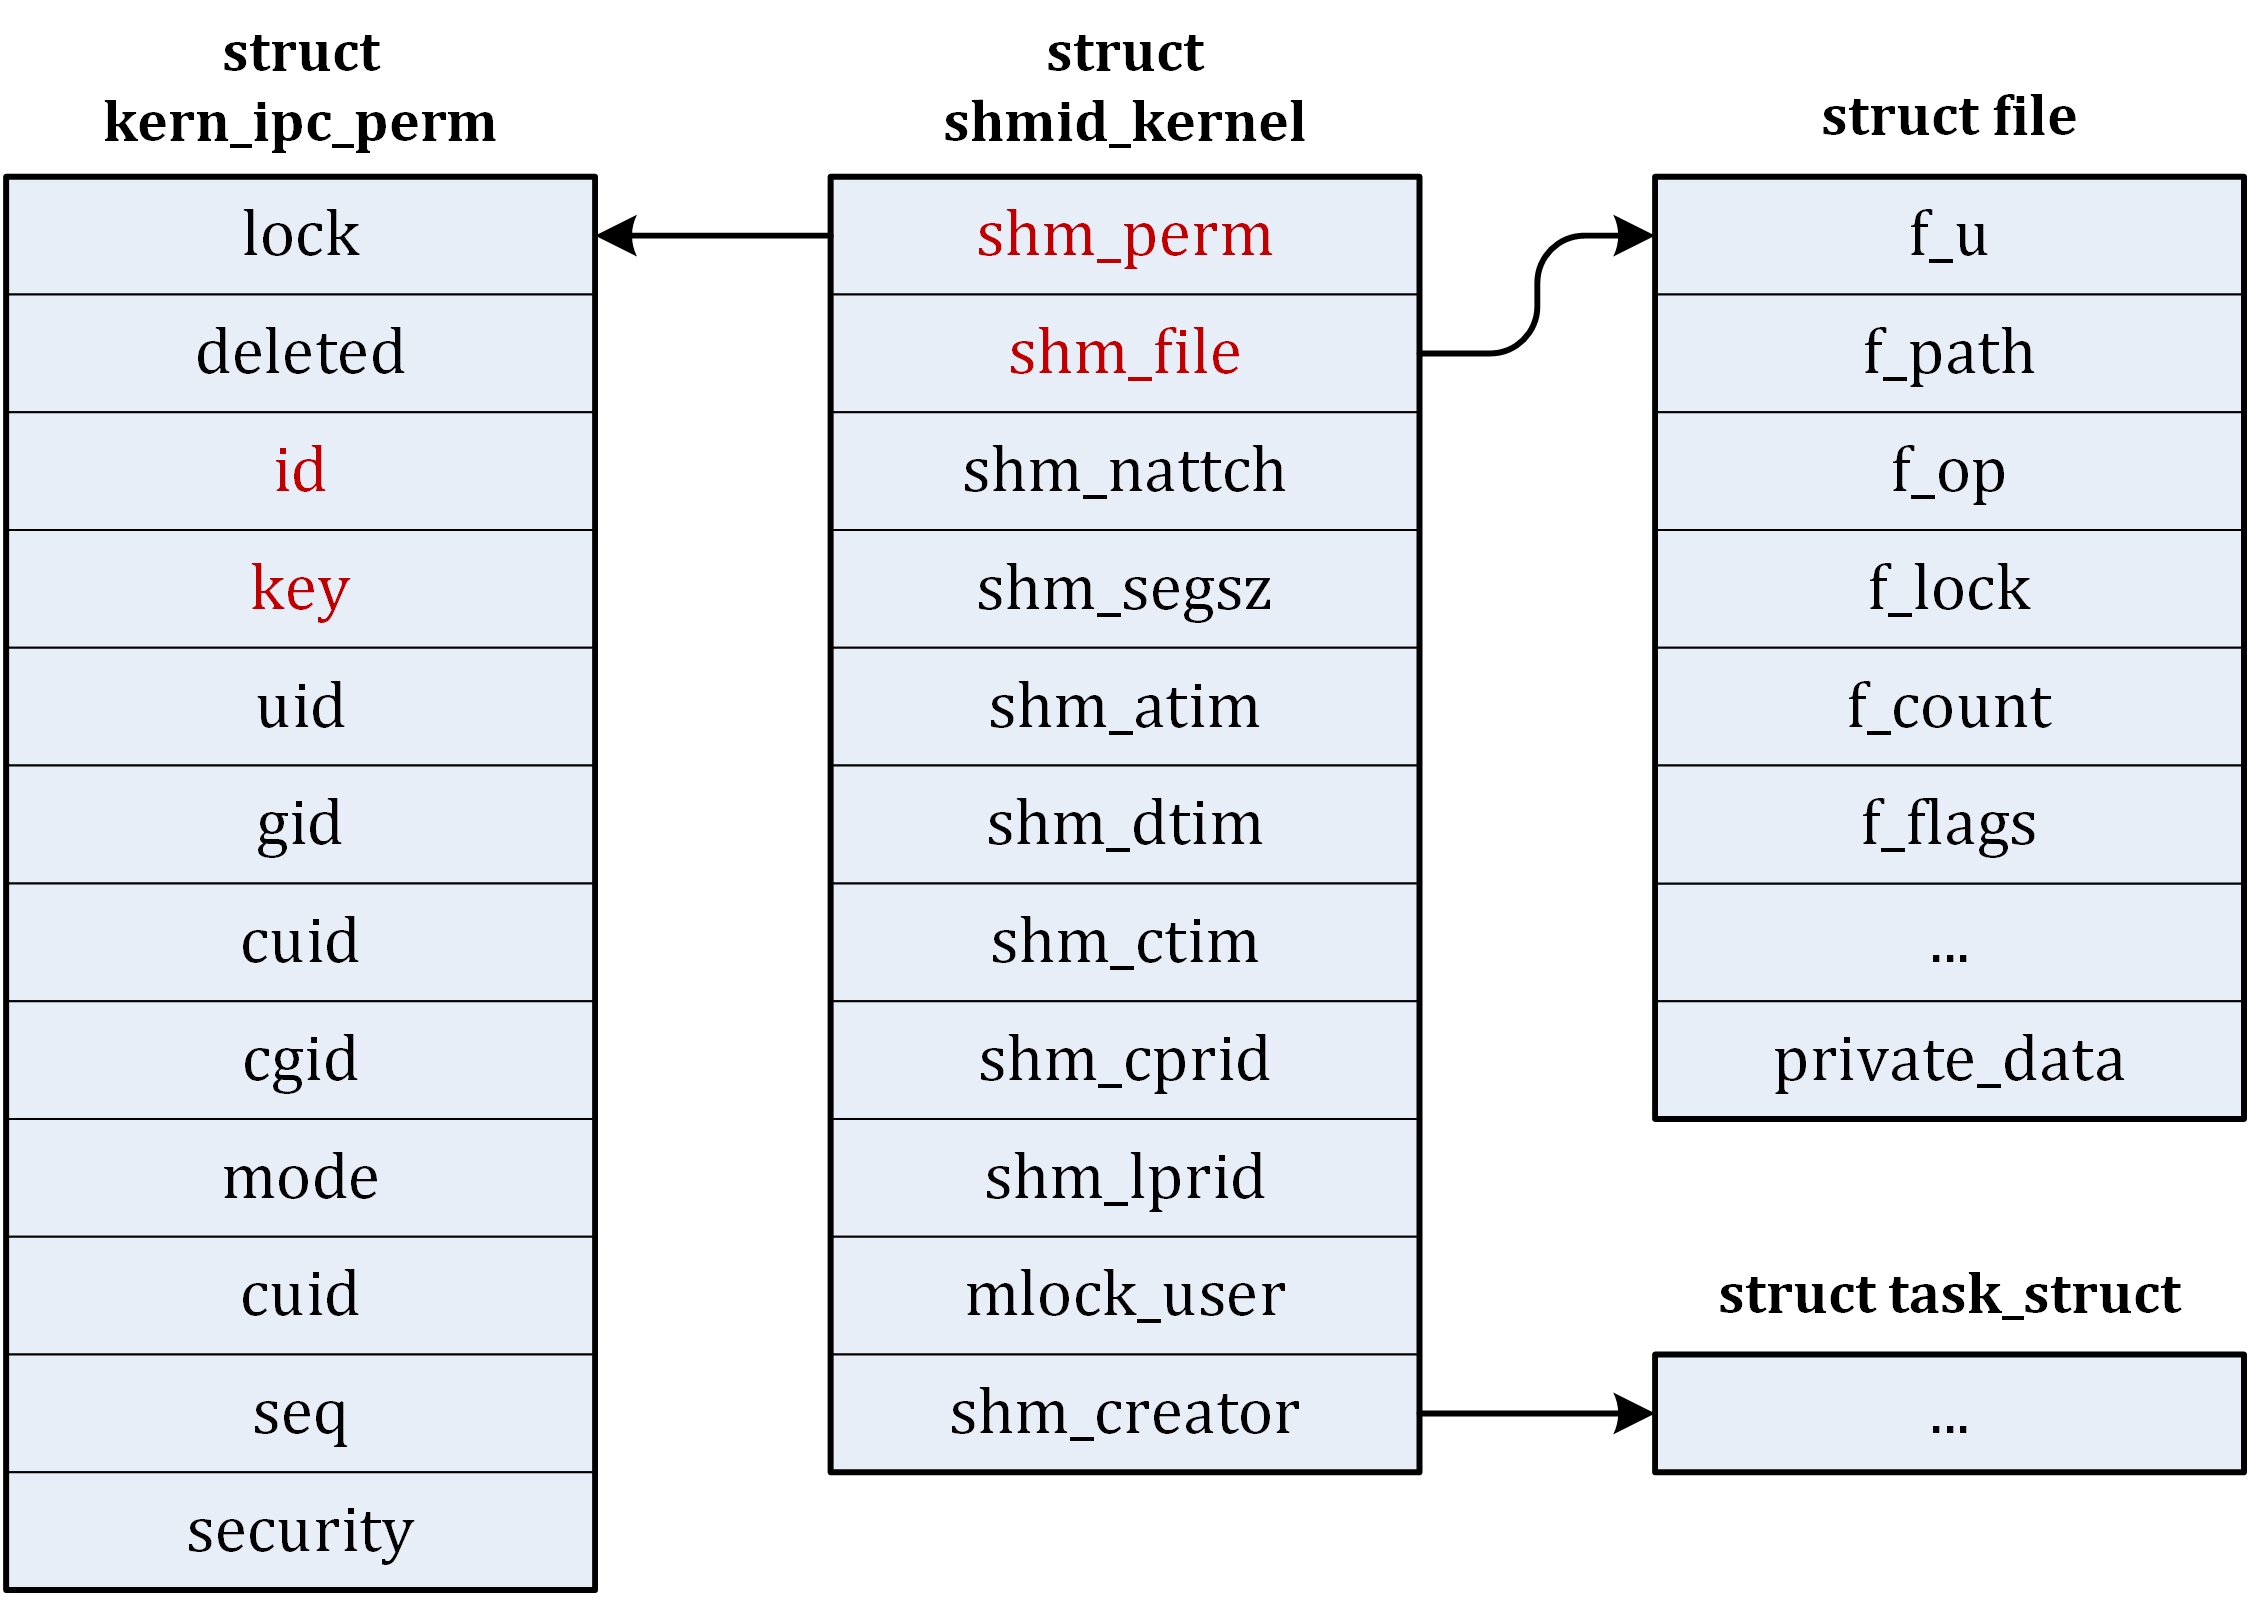 struct
kern_ipc_perm
lock
deleted
id
key
uid
gid
cuid
cgid
mode
cuid
seq
security
struct
shmid_kernel
shm_perm
shm_file
shm_nattch
shm_segsz
shm_atim
shm_dtim
shm_ctim
shm_cprid
shm_lprid
mlock_user
shm_creator
struct file
f_u
f_path
f_op
f_lock
f_count
f_flags
...
private_data
struct task_struct
...